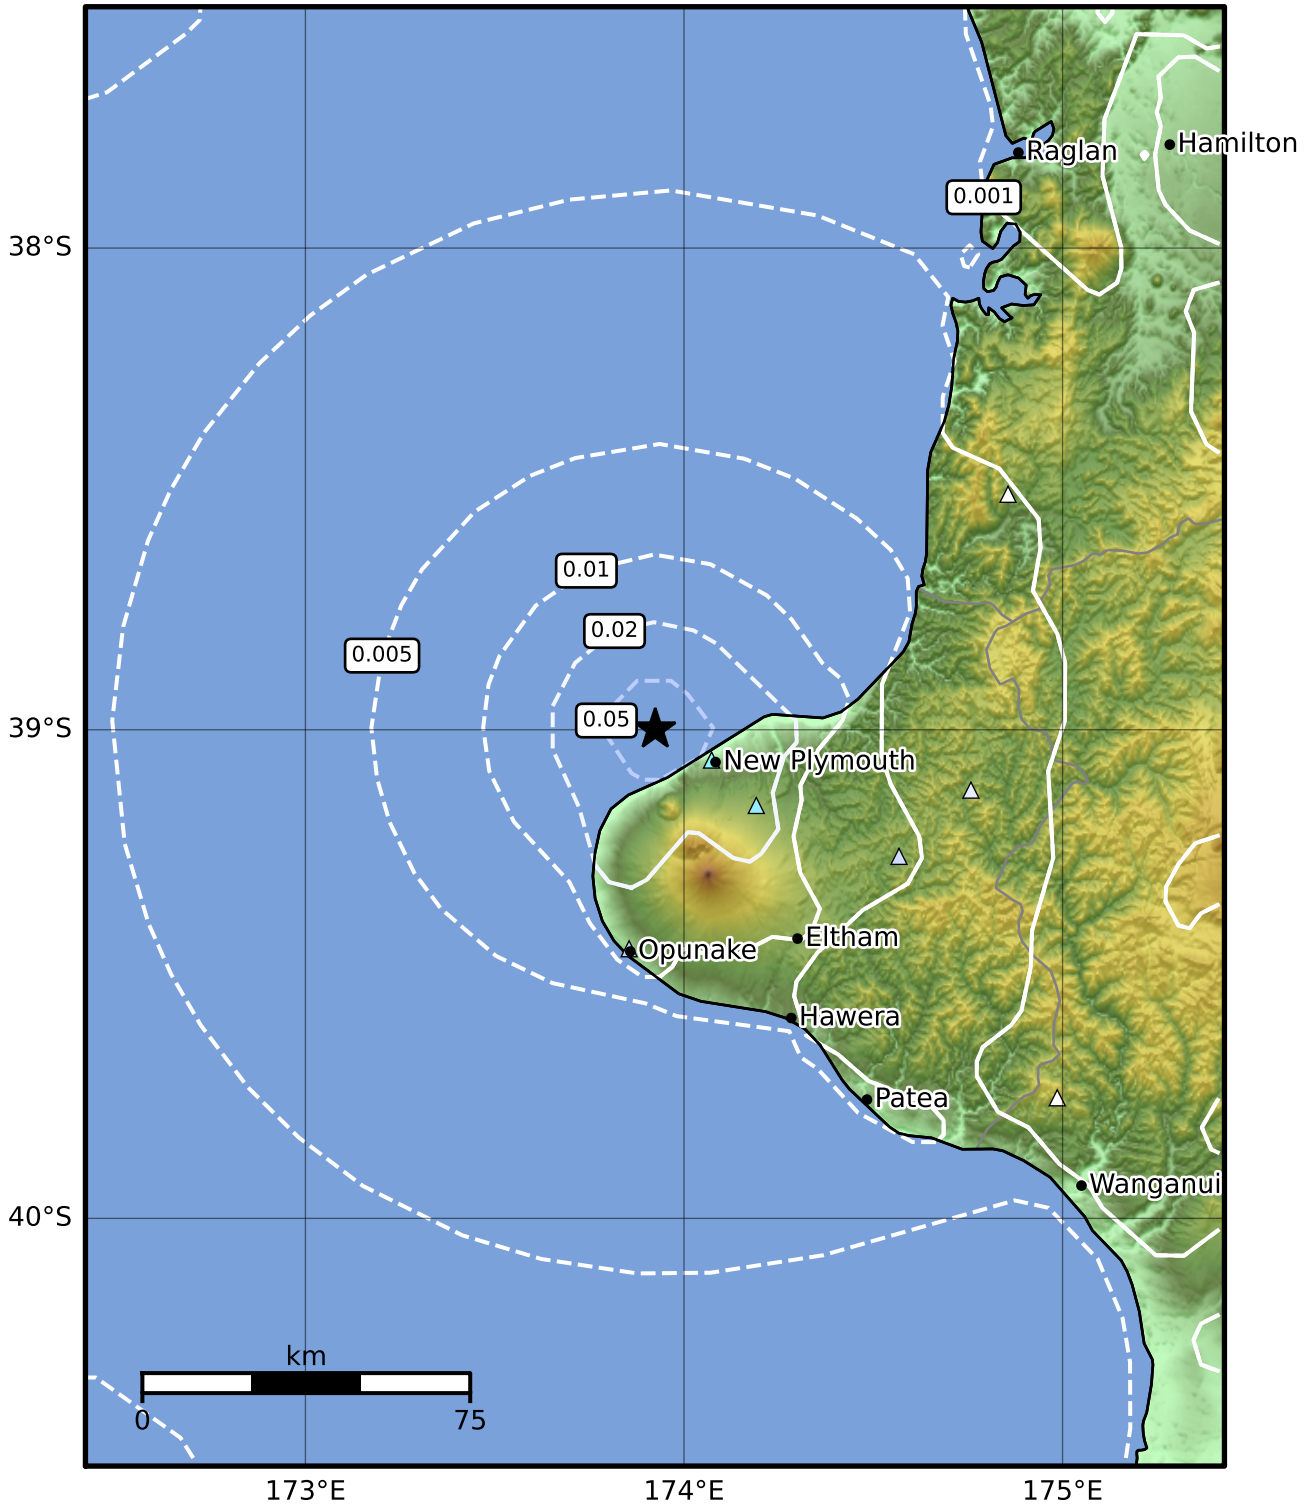 Hamilton
Raglan
0.001
38°S
0.01
0.02
0.005
0.05
39°S
New Plymouth
Eltham
Opunake
Hawera
Patea
Wanganui
40°S
km
0 75
173°E 174°E 175°E